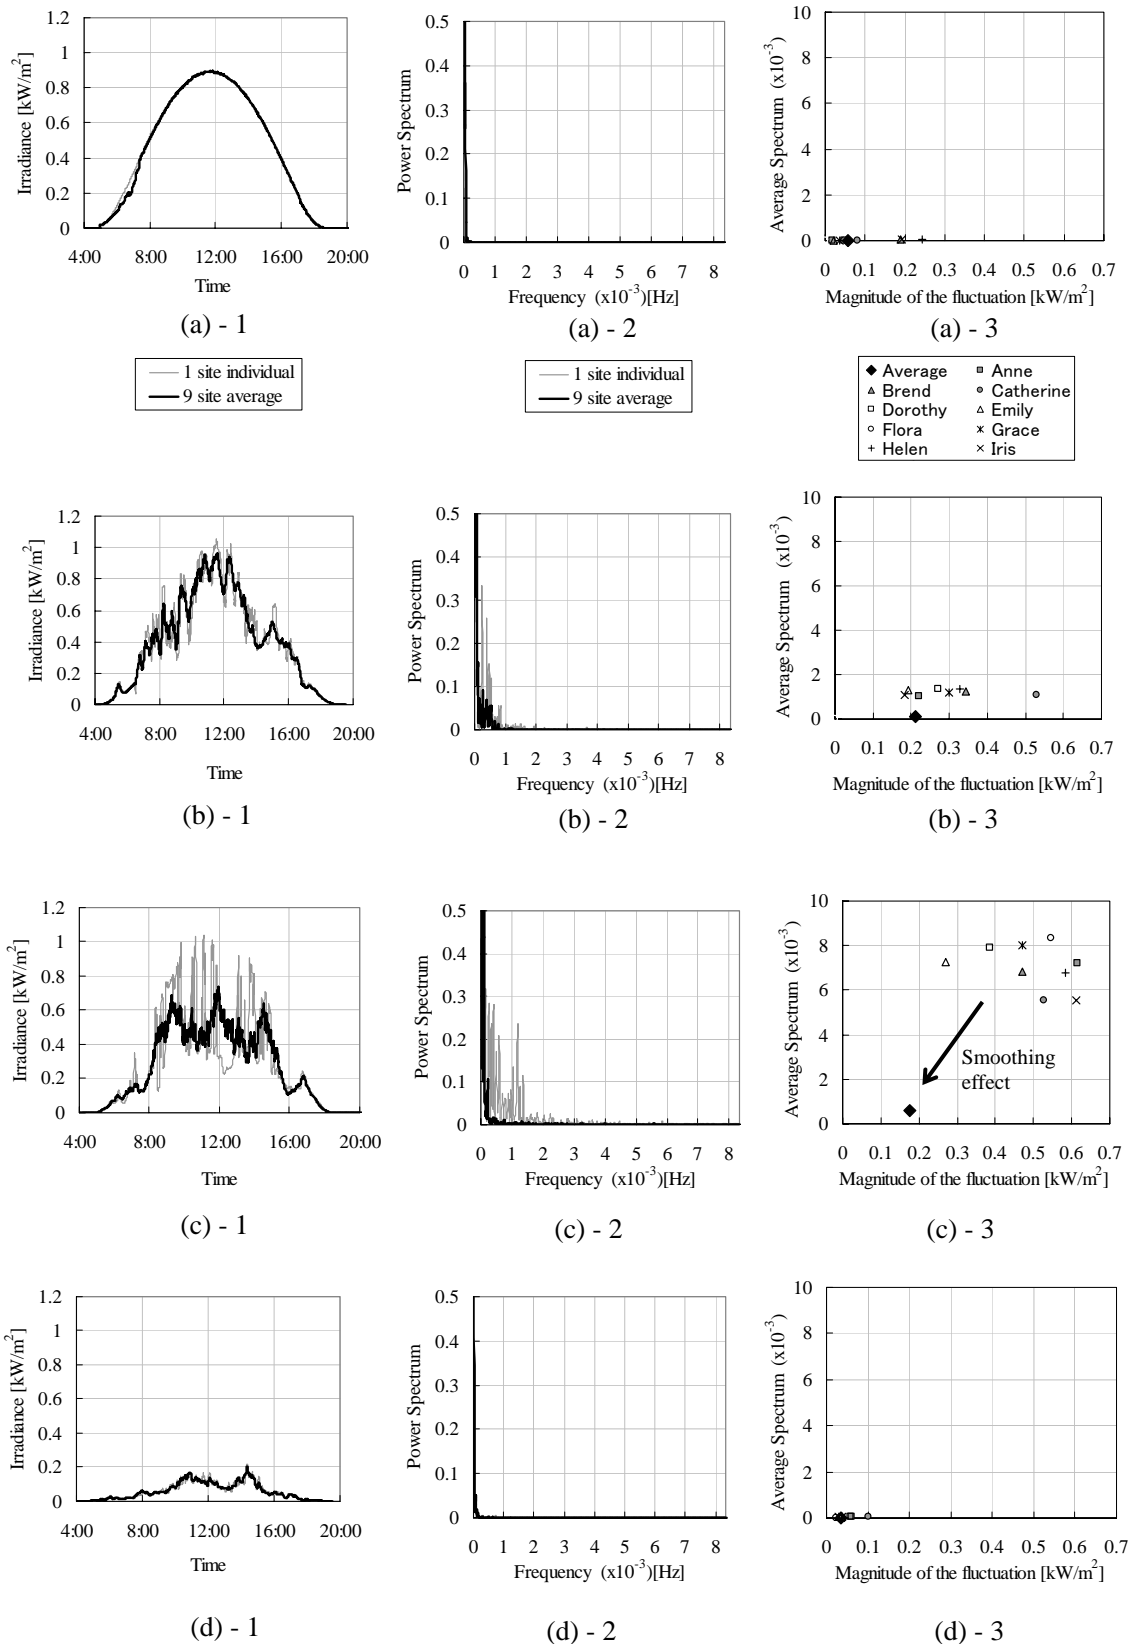 1.2
1
0.8
0.6
0.4
0.2
0
Irradiance [kW/m2]
4:00 8:00 12:00 16:00 20:00
Time
(a) - 1
0.5
0.4
0.3
0.2
0.1
0
Power Spectrum
0 1 2 3 4 5 6 7 8
Frequency (x10-3)[Hz]
(a) - 2
10
8
6
4
2
0
Average Spectrum (x10-3)
0 0.1 0.2 0.3 0.4 0.5 0.6 0.7
Magnitude of the fluctuation [kW/m2]
(a) - 3
1 site individual
9 site average
1 site individual
9 site average
Average Anne
Brend Catherine
Dorothy Emily
Flora Grace
Helen Iris
1.2
1
0.8
0.6
0.4
0.2
0
Irradiance [kW/m2]
4:00 8:00 12:00 16:00 20:00
Time
(b) - 1
0.5
0.4
0.3
0.2
0.1
0
Power Spectrum
0 1 2 3 4 5 6 7 8
Frequency (x10-3)[Hz]
(b) - 2
10
8
6
4
2
0
Average Spectrum (x10-3)
0 0.1 0.2 0.3 0.4 0.5 0.6 0.7
Magnitude of the fluctuation [kW/m2]
(b) - 3
1.2
1
0.8
0.6
0.4
0.2
0
Irradiance [kW/m2]
4:00 8:00 12:00 16:00 20:00
Time
(c) - 1
0.5
0.4
0.3
0.2
0.1
0
Power Spectrum
0 1 2 3 4 5 6 7 8
Frequency (x10-3)[Hz]
(c) - 2
10
8
6
4
2
0
Average Spectrum (x10-3)
Smoothing
effect
0 0.1 0.2 0.3 0.4 0.5 0.6 0.7
Magnitude of the fluctuation [kW/m2]
(c) - 3
1.2
1
0.8
0.6
0.4
0.2
0
Irradiance [kW/m2]
4:00 8:00 12:00 16:00 20:00
Time
(d) - 1
0.5
0.4
0.3
0.2
0.1
0
Power Spectrum
0 1 2 3 4 5 6 7 8
Frequency (x10-3)[Hz]
(d) - 2
10
8
6
4
2
0
Average Spectrum (x10-3)
0 0.1 0.2 0.3 0.4 0.5 0.6 0.7
Magnitude of the fluctuation [kW/m2]
(d) - 3